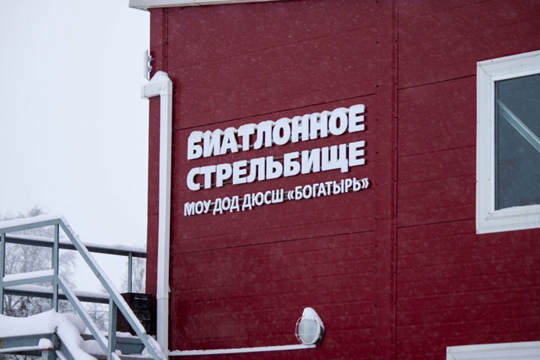 БИАТЛОННОЕ
СТРЕЛЬБИЩЕ
МОУ ДОД ДЮСШ «БОГАТЫРЬ»